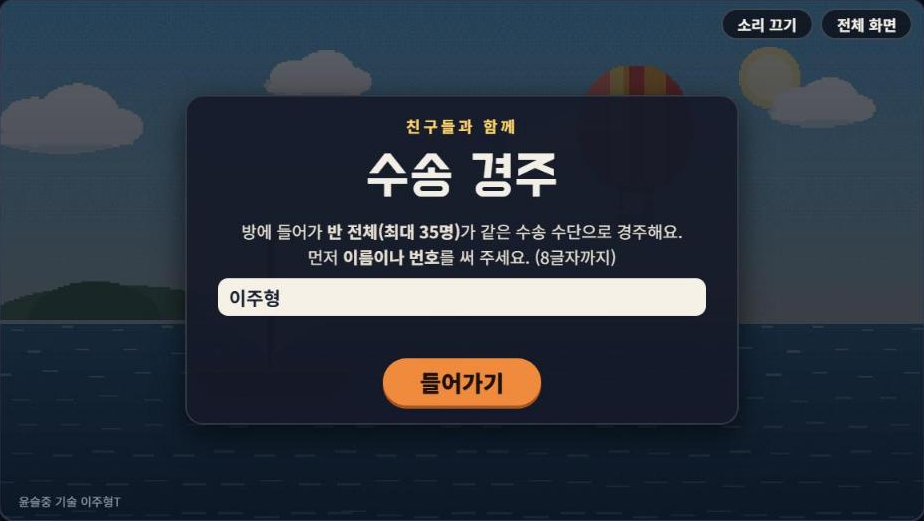 소리 끄기
전체 화면
친구들과 함께
수송 경주
방에 들어가 반 전체(최대 35명)가 같은 수송 수단으로 경주해요.
먼저 이름이나 번호를 써 주세요. (8글자까지)
이주형
들어가기
윤슬중 기술 이주형T